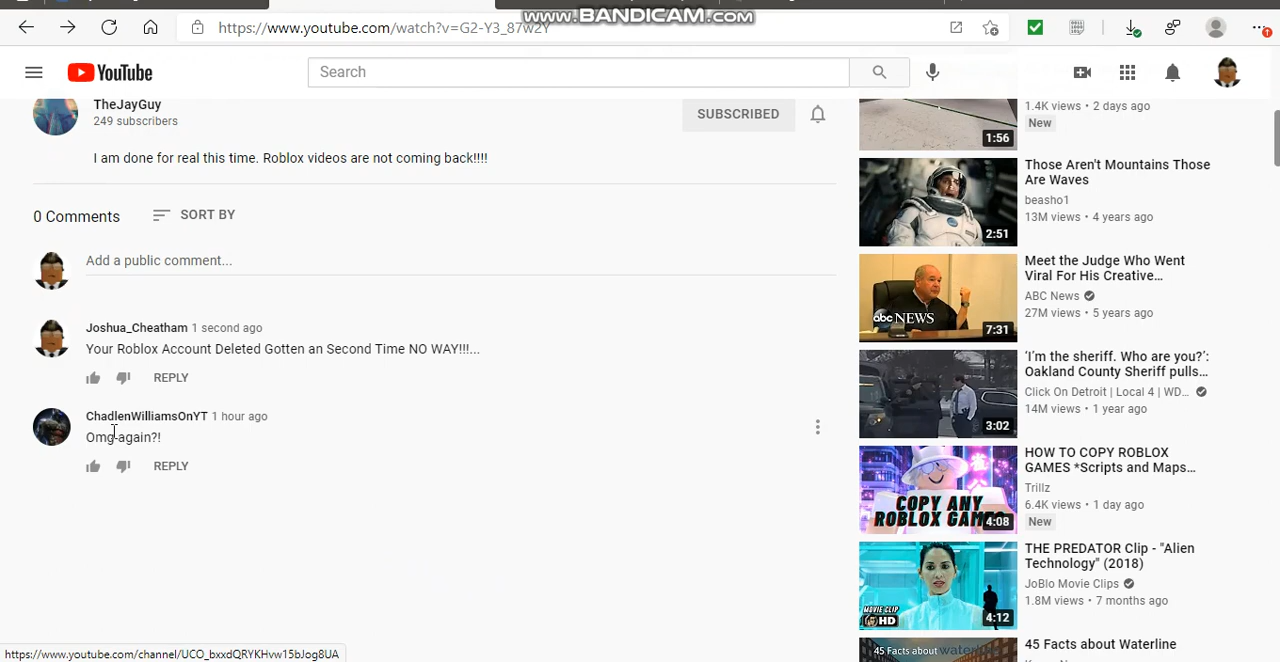 www.BANDICAM.com
https://www.youtube.com/watch?v=G2-Y3_87w2Y
YouTube
Search
TheJayGuy
249 subscribers
SUBSCRIBED
I am done for real this time. Roblox videos are not coming back!!!!
0 Comments
SORT BY
Add a public comment...
Joshua_Cheatham 1 second ago
Your Roblox Account Deleted Gotten an Second Time NO WAY!!!...
REPLY
ChadlenWilliamsOnYT 1 hour ago
Omg again?!
REPLY
1.4K views • 2 days ago
New
1:56
Those Aren't Mountains Those
Are Waves
beasho1
13M views • 4 years ago
2:51
Meet the Judge Who Went
Viral For His Creative...
ABC News
27M views • 5 years ago
abc NEWS
7:31
‘I’m the sheriff. Who are you?’:
Oakland County Sheriff pulls...
Click On Detroit | Local 4 | WD...
14M views • 1 year ago
3:02
HOW TO COPY ROBLOX
GAMES *Scripts and Maps...
Trillz
6.4K views • 1 day ago
New
COPY ANY
ROBLOX GAME
4:08
THE PREDATOR Clip - "Alien
Technology" (2018)
JoBlo Movie Clips
1.8M views • 7 months ago
MOVIE CLIP
HD
4:12
45 Facts about Waterline
45 Facts about